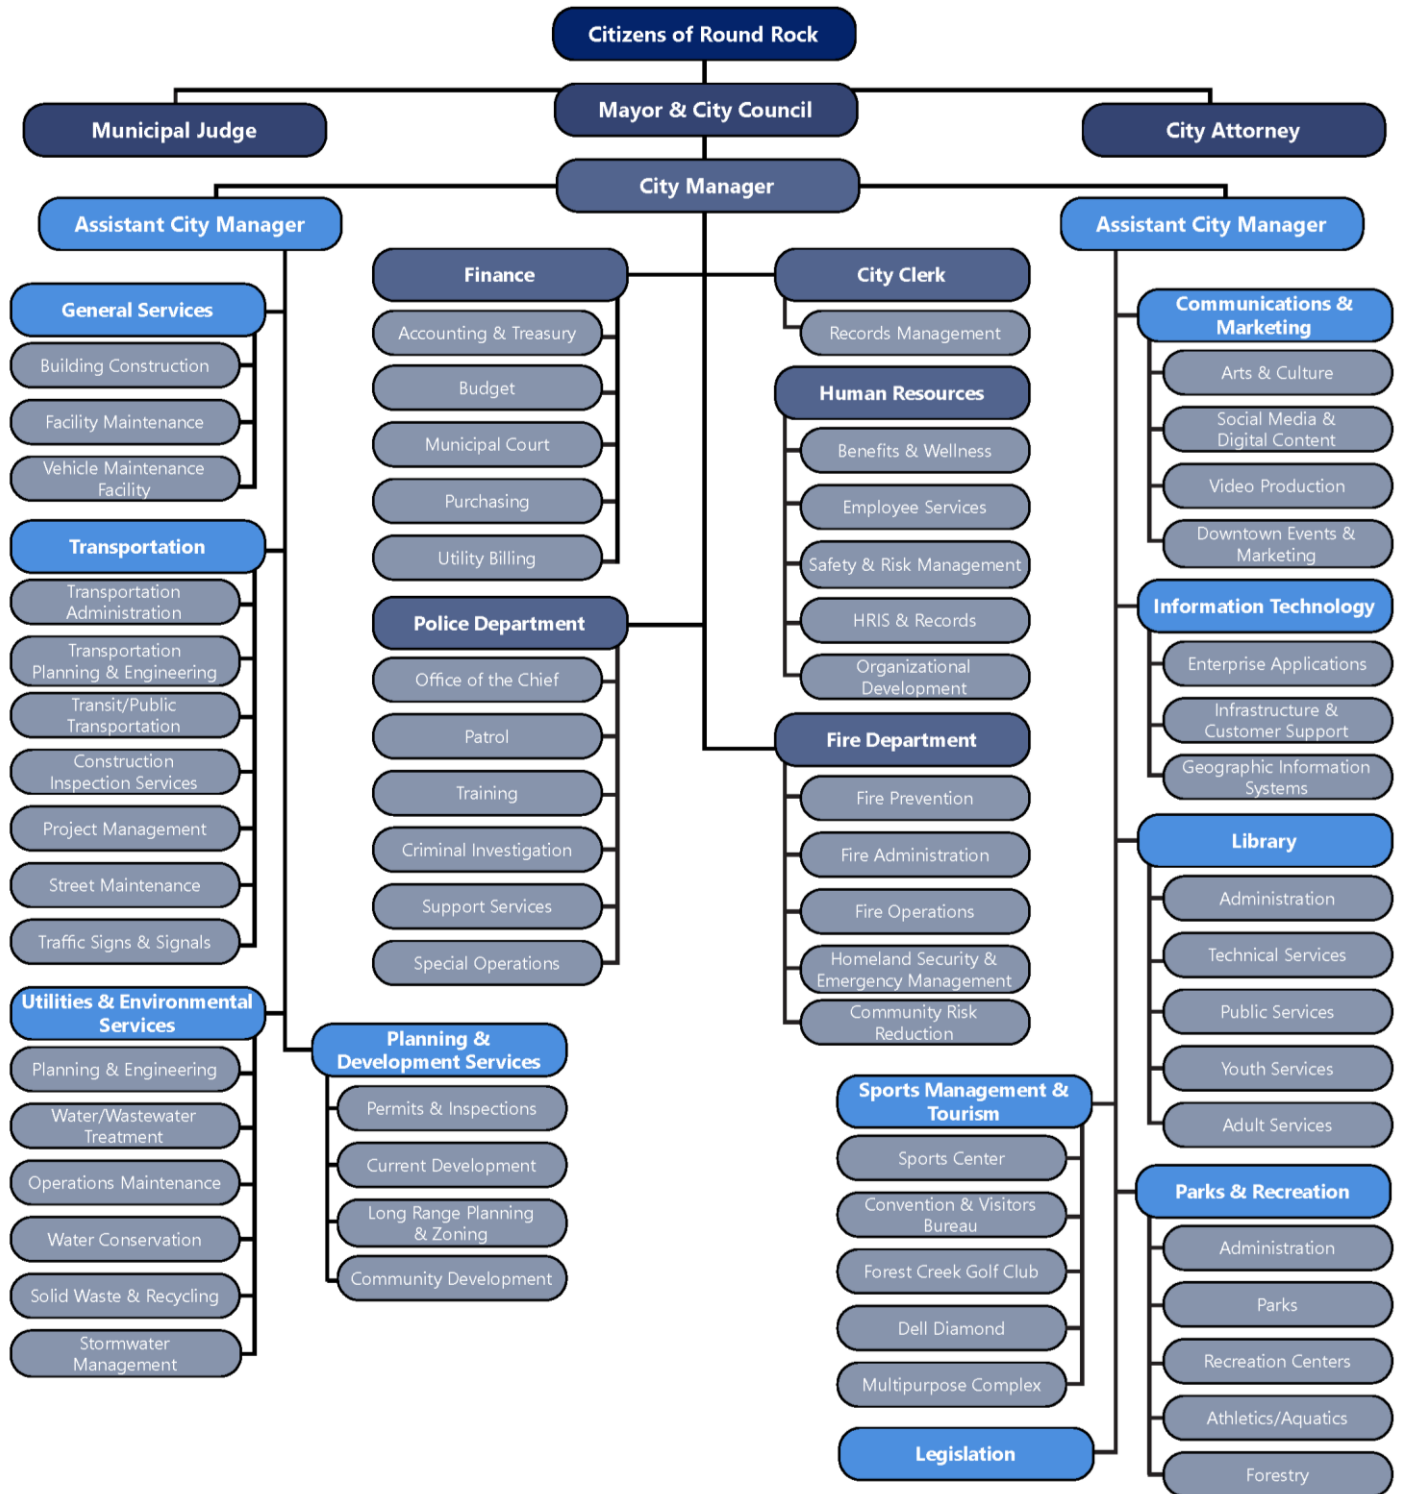 Citizens of Round Rock
Mayor & City Council
Municipal Judge
City Attorney
City Manager
Assistant City Manager
Assistant City Manager
General Services
Building Construction
Facility Maintenance
Vehicle Maintenance
Facility
Transportation
Transportation
Administration
Transportation
Planning & Engineering
Transit/Public
Transportation
Construction
Inspection Services
Project Management
Street Maintenance
Traffic Signs & Signals
Utilities & Environmental
Services
Planning & Engineering
Water/Wastewater
Treatment
Operations Maintenance
Water Conservation
Solid Waste & Recycling
Stormwater
Management
Planning &
Development Services
Permits & Inspections
Current Development
Long Range Planning
& Zoning
Community Development
Finance
Accounting & Treasury
Budget
Municipal Court
Purchasing
Utility Billing
Police Department
Office of the Chief
Patrol
Training
Criminal Investigation
Support Services
Special Operations
City Clerk
Records Management
Human Resources
Benefits & Wellness
Employee Services
Safety & Risk Management
HRIS & Records
Organizational
Development
Fire Department
Fire Prevention
Fire Administration
Fire Operations
Homeland Security &
Emergency Management
Community Risk
Reduction
Sports Management &
Tourism
Sports Center
Convention & Visitors
Bureau
Forest Creek Golf Club
Dell Diamond
Multipurpose Complex
Legislation
Communications &
Marketing
Arts & Culture
Social Media &
Digital Content
Video Production
Downtown Events &
Marketing
Information Technology
Enterprise Applications
Infrastructure &
Customer Support
Geographic Information
Systems
Library
Administration
Technical Services
Public Services
Youth Services
Adult Services
Parks & Recreation
Administration
Parks
Recreation Centers
Athletics/Aquatics
Forestry